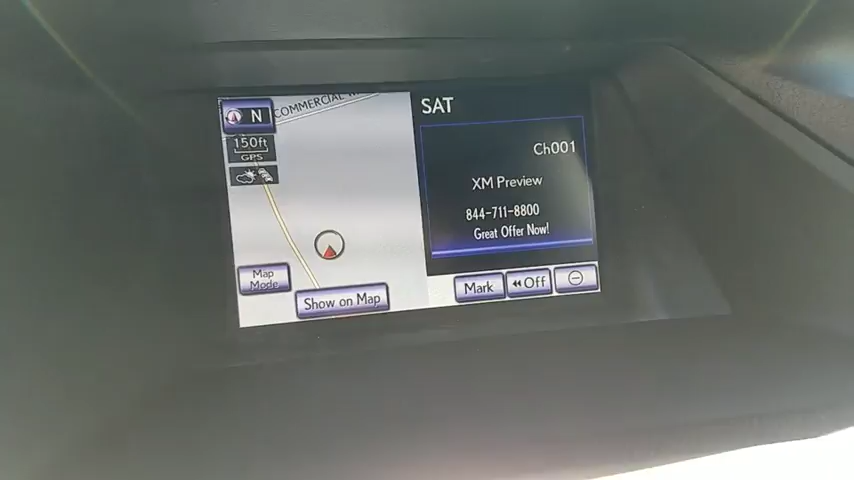 N
COMMERCIAL
150ft
GPS
Map
Mode
Show on Map
SAT
Ch001
XM Preview
844-711-8800
Great Offer Now!
Mark
Off